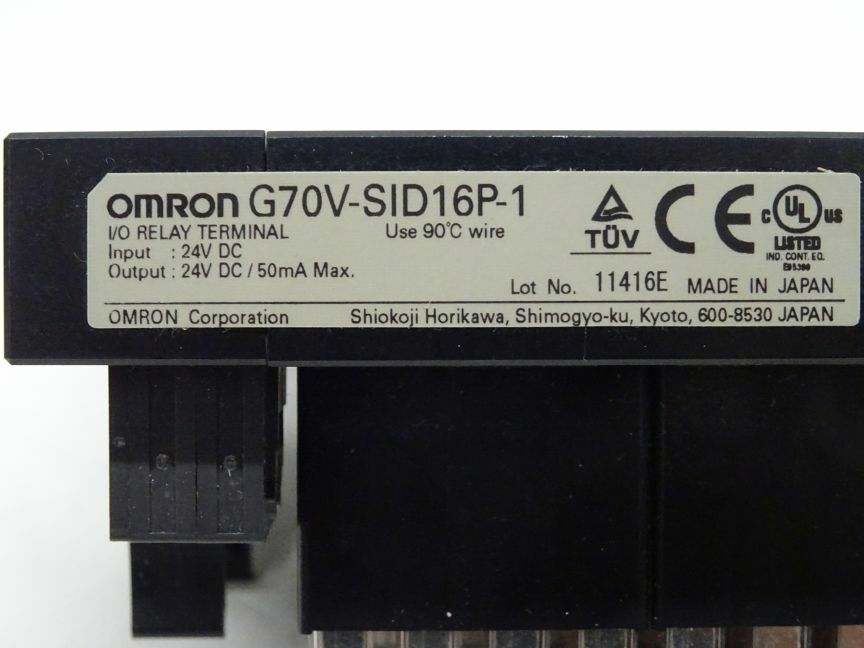 OMRON G70V-SID16P-1
I/O RELAY TERMINAL Use 90℃ wire
Input : 24V DC
Output : 24V DC / 50mA Max.
TÜV
CE
C UL US
LISTED
IND. CONT. EQ.
Lot No. 11416E MADE IN JAPAN
OMRON Corporation Shiokoji Horikawa, Shimogyo-ku, Kyoto, 600-8530 JAPAN